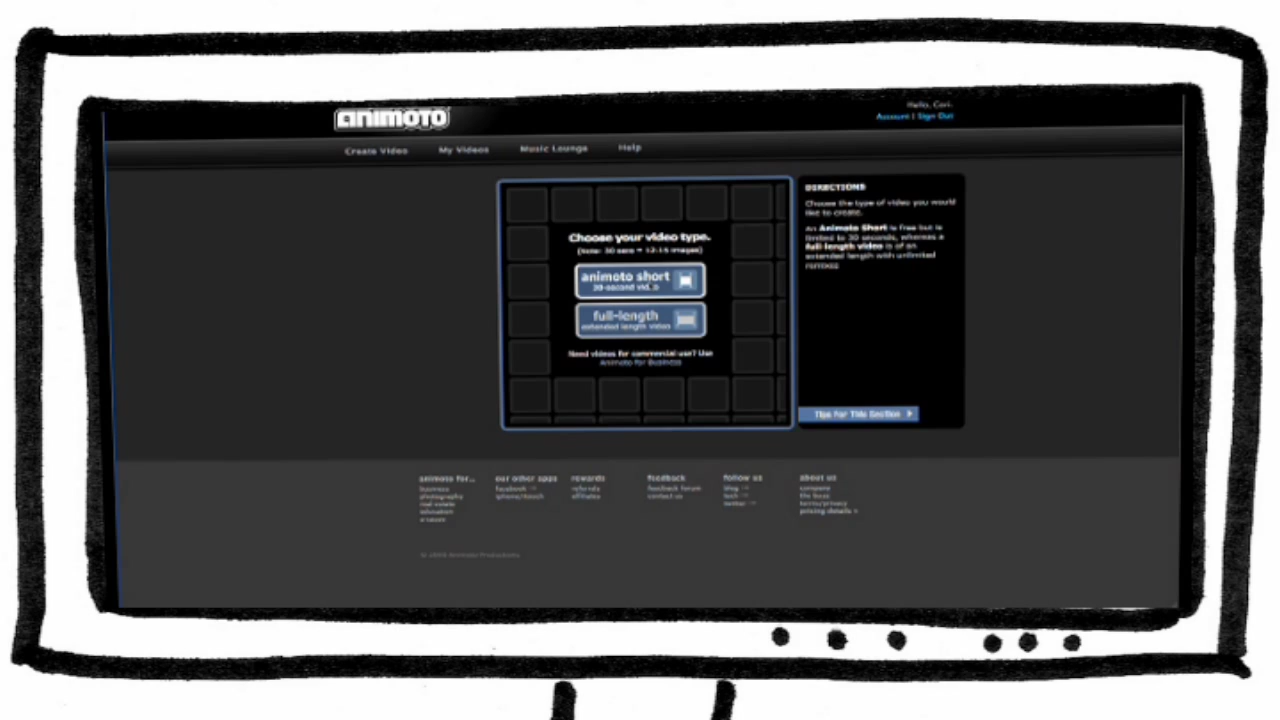 animoto
Hello, Cori.
Account | Sign Out
Create Video
My Videos
Music Lounge
Help
Choose your video type.
(Note: 30 secs = 12-15 images)
animoto short
30-second video
full-length
extended length video
Need videos for commercial use? Use
Animoto for Business
DIRECTIONS
Choose the type of video you would
like to create.
An Animoto Short is free but is
limited to 30 seconds, whereas a
full-length video is of an
extended length with unlimited
remixes
Tips For This Section
animoto for...
business
photography
real estate
education
our other apps
facebook
iphone/itouch
rewards
referrals
affiliates
feedback
feedback forum
contact us
follow us
blog
tech
twitter
about us
company
the buzz
terms/privacy
pricing details
Animoto Productions